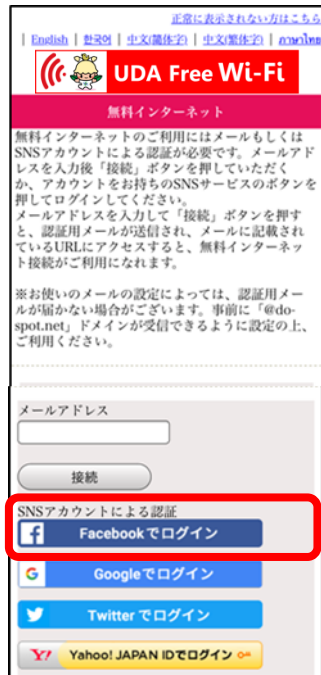 正常に表示されない方はこちら
| English | 한국어 | 中文(簡体字) | 中文(繁体字) | ภาษาไทย
UDA Free Wi-Fi
無料インターネット
無料インターネットのご利用にはメールもしくは
SNSアカウントによる認証が必要です。メールアド
レスを入力後「接続」ボタンを押していただく
か、アカウントをお持ちのSNSサービスのボタンを
押してログインしてください。
メールアドレスを入力して「接続」ボタンを押す
と、認証用メールが送信され、メールに記載され
ているURLにアクセスすると、無料インターネッ
ト接続がご利用になれます。
※お使いのメールの設定によっては、認証用メー
ルが届かない場合がございます。事前に「@do-
spot.net」ドメインが受信できるように設定の上、
ご利用ください。
メールアドレス
接続
SNSアカウントによる認証
f Facebookでログイン
G Googleでログイン
Twitterでログイン
Y! Yahoo! JAPAN IDでログイン